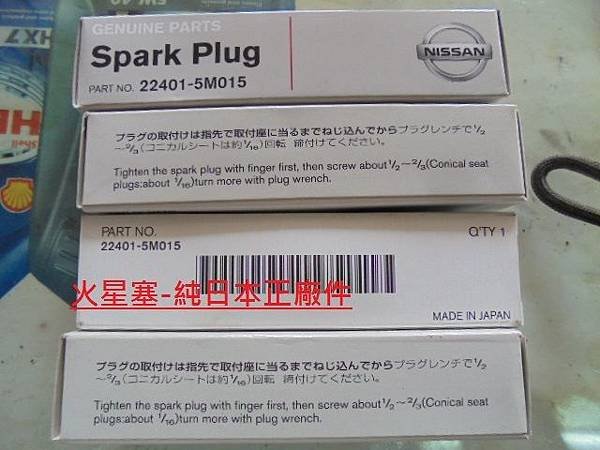 GENUINE PARTS
Spark Plug
PART NO. 22401-5M015
NISSAN
プラグの取付けは指先で取付座に当るまでねじ込んでからプラグレンチで1/2
～2/3(コニカルシートは約1/16)回転 締付けてください。
Tighten the spark plug with finger first, then screw about1/2～2/3(Conical seat
plugs:about 1/16)turn more with plug wrench.
PART NO.
22401-5M015
Q'TY 1
火星塞-純日本正廠件
MADE IN JAPAN
プラグの取付けは指先で取付座に当るまでねじ込んでからプラグレンチで1/2
～2/3(コニカルシートは約1/16)回転 締付けてください。
Tighten the spark plug with finger first, then screw about1/2～2/3(Conical seat
plugs:about 1/16)turn more with plug wrench.
HX7
Shell